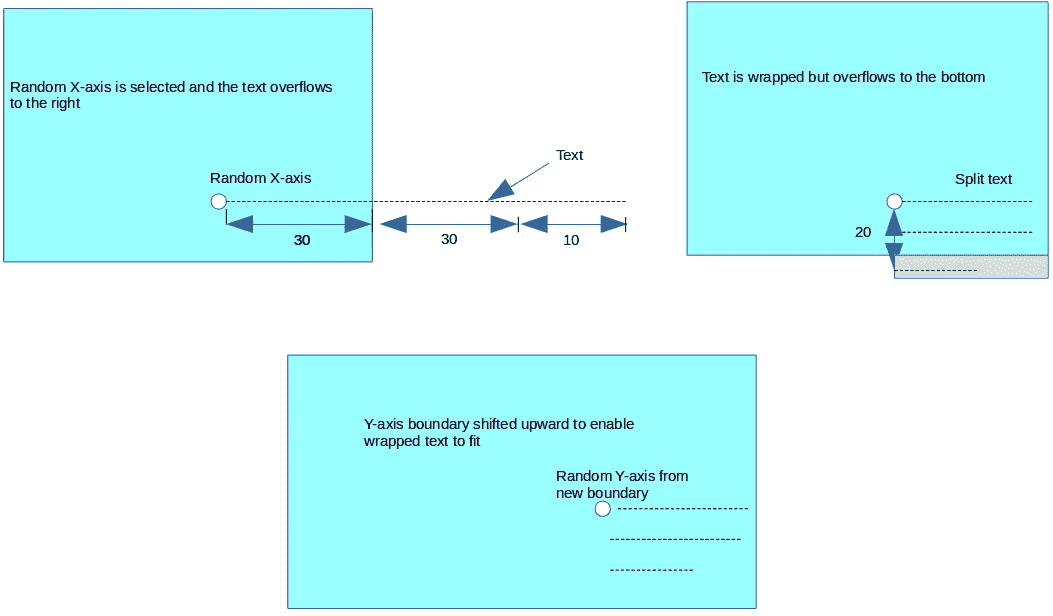 Random X-axis is selected and the text overflows
to the right
Random X-axis
Text
30
30
10
Text is wrapped but overflows to the bottom
Split text
20
Y-axis boundary shifted upward to enable
wrapped text to fit
Random Y-axis from
new boundary